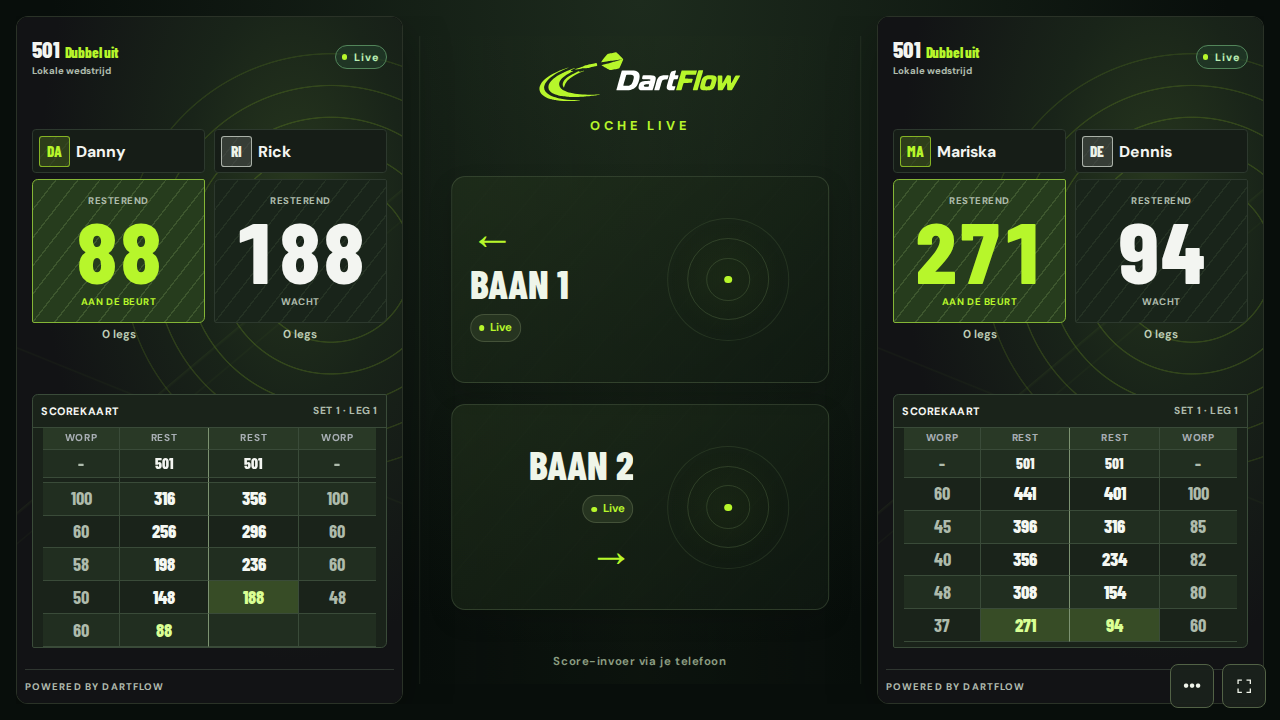 501 Dubbel uit
Lokale wedstrijd
Live
DA Danny
RI Rick
RESTEREND
88
AAN DE BEURT
0 legs
RESTEREND
188
WACHT
0 legs
SCOREKAART SET 1 · LEG 1
WORP REST REST WORP
- 501 501 -
100 316 356 100
60 256 296 60
58 198 236 60
50 148 188 48
60 88
POWERED BY DARTFLOW
DartFlow
OCHE LIVE
←
BAAN 1
Live
BAAN 2
Live
→
Score-invoer via je telefoon
501 Dubbel uit
Lokale wedstrijd
Live
MA Mariska
DE Dennis
RESTEREND
271
AAN DE BEURT
0 legs
RESTEREND
94
WACHT
0 legs
SCOREKAART SET 1 · LEG 1
WORP REST REST WORP
- 501 501 -
60 441 401 100
45 396 316 85
40 356 234 82
48 308 154 80
37 271 94 60
POWERED BY DARTFLOW